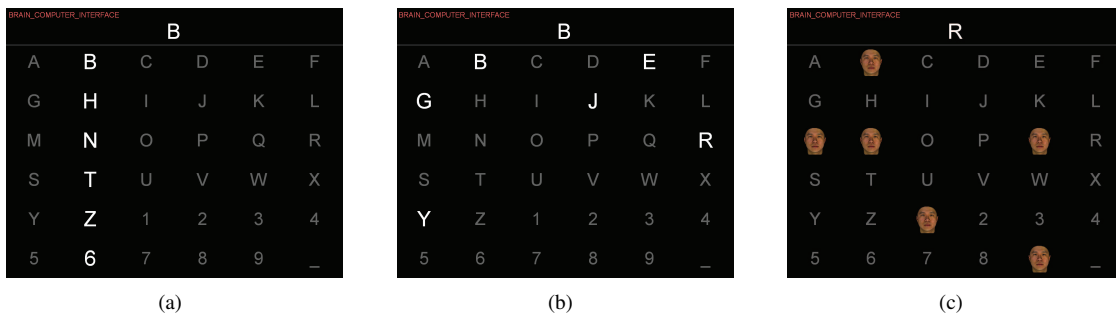 BRAIN_COMPUTER_INTERFACE
B
A B C D E F
G H I J K L
M N O P Q R
S T U V W X
Y Z 1 2 3 4
5 6 7 8 9 _
(a)
BRAIN_COMPUTER_INTERFACE
B
A B C D E F
G H I J K L
M N O P Q R
S T U V W X
Y Z 1 2 3 4
5 6 7 8 9 _
(b)
BRAIN_COMPUTER_INTERFACE
R
A C D E F
G H I J K L
O P R
S T U V W X
Y Z 2 3 4
5 6 7 8 _
(c)